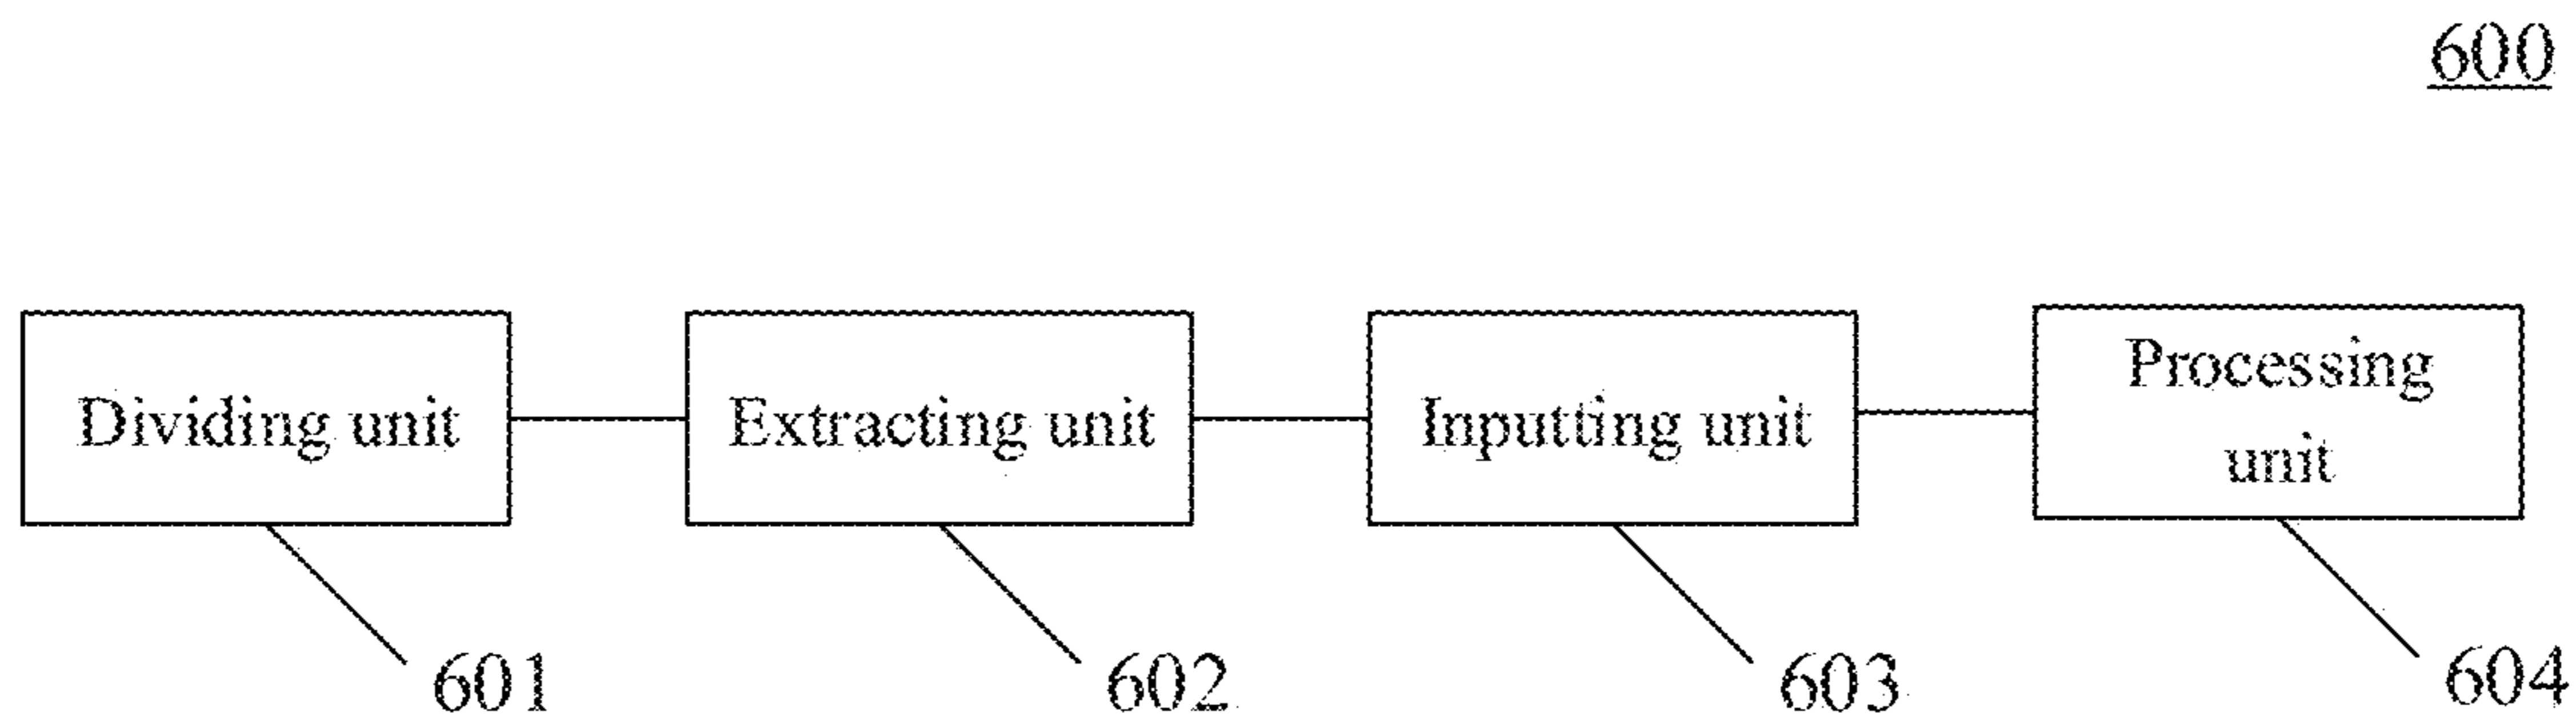 600
Dividing unit
Extracting unit
Inputting unit
Processing
unit
601
602
603
604